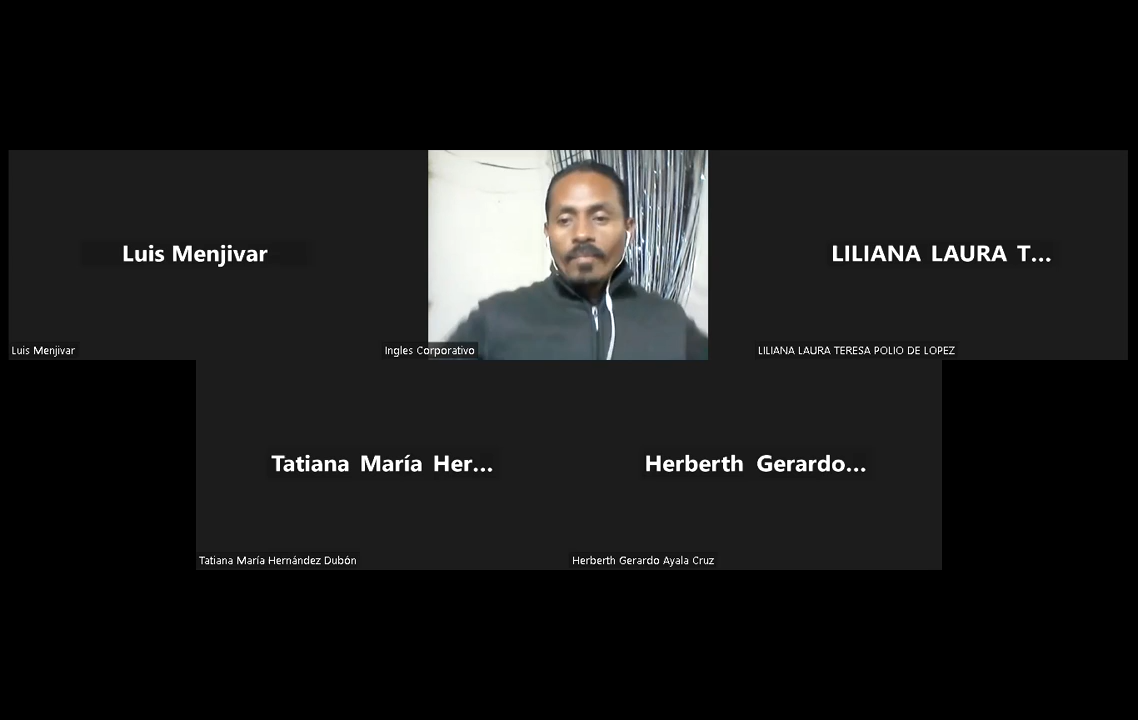 Luis Menjivar
LILIANA LAURA T...
Luis Menjivar
Ingles Corporativo
LILIANA LAURA TERESA POLIO DE LOPEZ
Tatiana María Her...
Herberth Gerardo...
Tatiana María Hernández Dubón
Herberth Gerardo Ayala Cruz